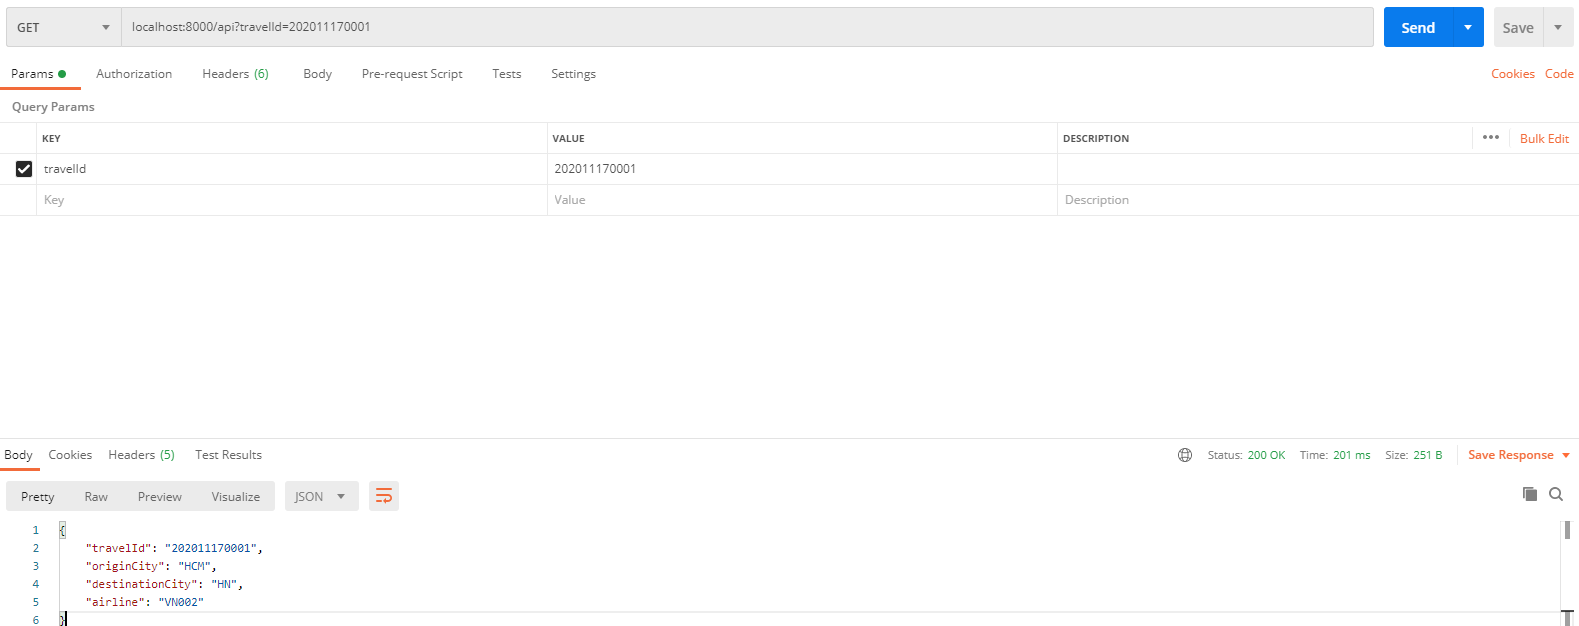 GET localhost:8000/api?travelId=202011170001 Send Save
Params Authorization Headers (6) Body Pre-request Script Tests Settings Cookies Code
Query Params
KEY VALUE DESCRIPTION ••• Bulk Edit
travelId 202011170001
Key Value Description
Body Cookies Headers (5) Test Results Status: 200 OK Time: 201 ms Size: 251 B Save Response
Pretty Raw Preview Visualize JSON
1 {
2 "travelId": "202011170001",
3 "originCity": "HCM",
4 "destinationCity": "HN",
5 "airline": "VN002"
6 }